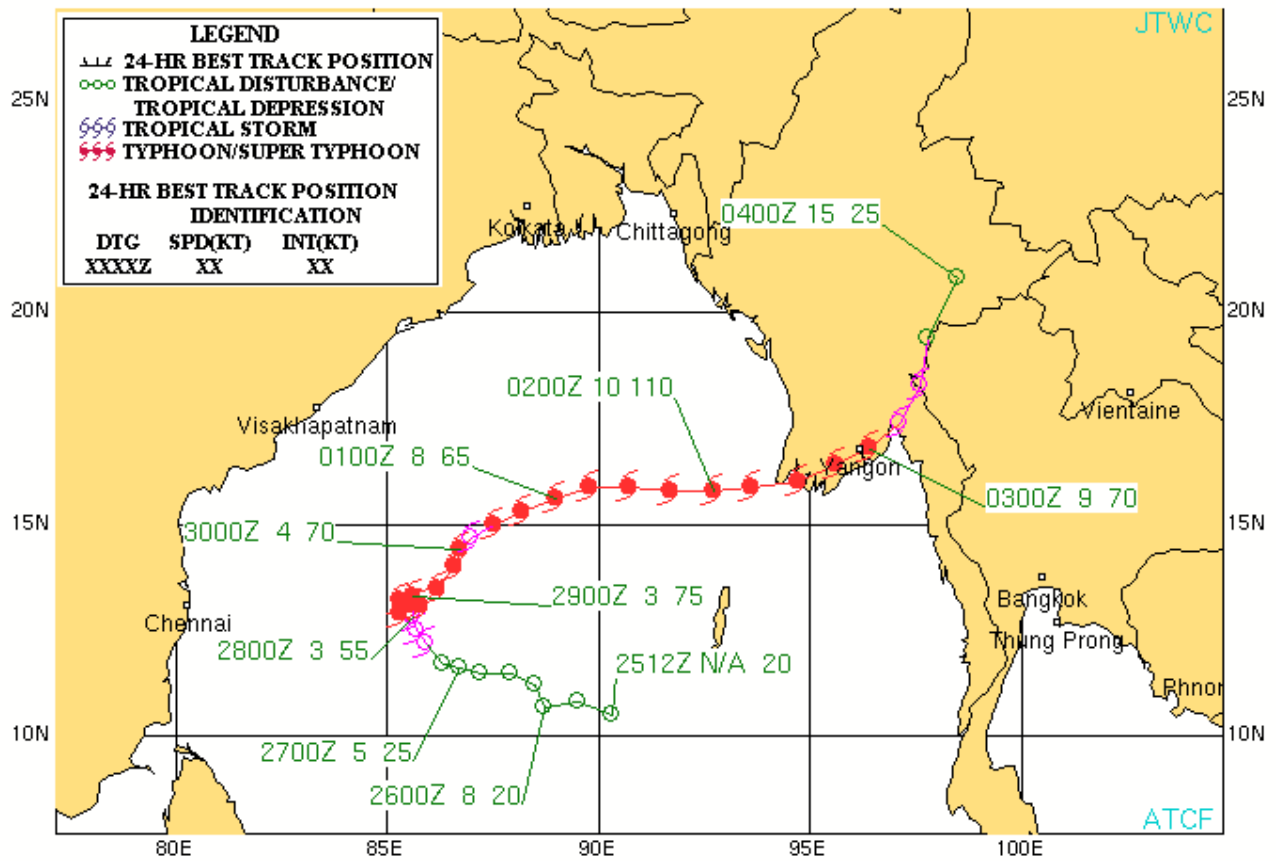 JTWC
LEGEND
24-HR BEST TRACK POSITION
TROPICAL DISTURBANCE/
TROPICAL DEPRESSION
TROPICAL STORM
TYPHOON/SUPER TYPHOON
24-HR BEST TRACK POSITION
IDENTIFICATION
DTG SPD(KT) INT(KT)
XXXXZ XX XX
25N 25N
Kolkata
Chittagong
0400Z 15 25
20N 20N
0200Z 10 110
Vientaine
Visakhapatnam
0100Z 8 65
Yangon
0300Z 9 70
15N 15N
3000Z 4 70
2900Z 3 75
Bangkok
Chennai
Thung Prong
2800Z 3 55
2512Z N/A 20
Phnor
10N 10N
2700Z 5 25
2600Z 8 20
ATCF
80E 85E 90E 95E 100E